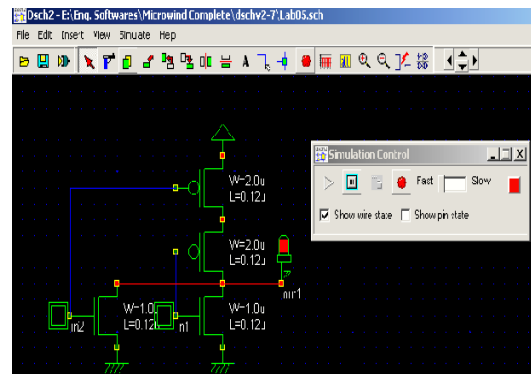 Dsch2 - E:\Eng. Softwares\Microwind Complete\dschv2-7\Lab05.sch
File Edit Insert View Simulate Help
A
Simulation Control
Fast Slow
Show wire state Show pin state
W=2.0u
L=0.12u
W=2.0u
L=0.12u
W=1.0u
L=0.12u
W=1.0u
L=0.12u
in2
n1